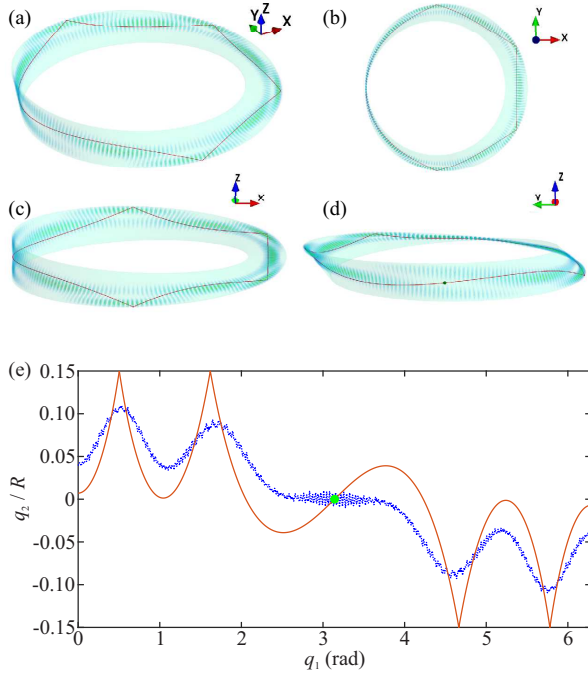 (a)
Y Z X
(b)
Y
X
(c)
Z
X
(d)
Z
Y
(e)
0.15
0.10
0.05
0
-0.05
-0.10
-0.15
q₂ / R
0 1 2 3 4 5 6
q₁ (rad)